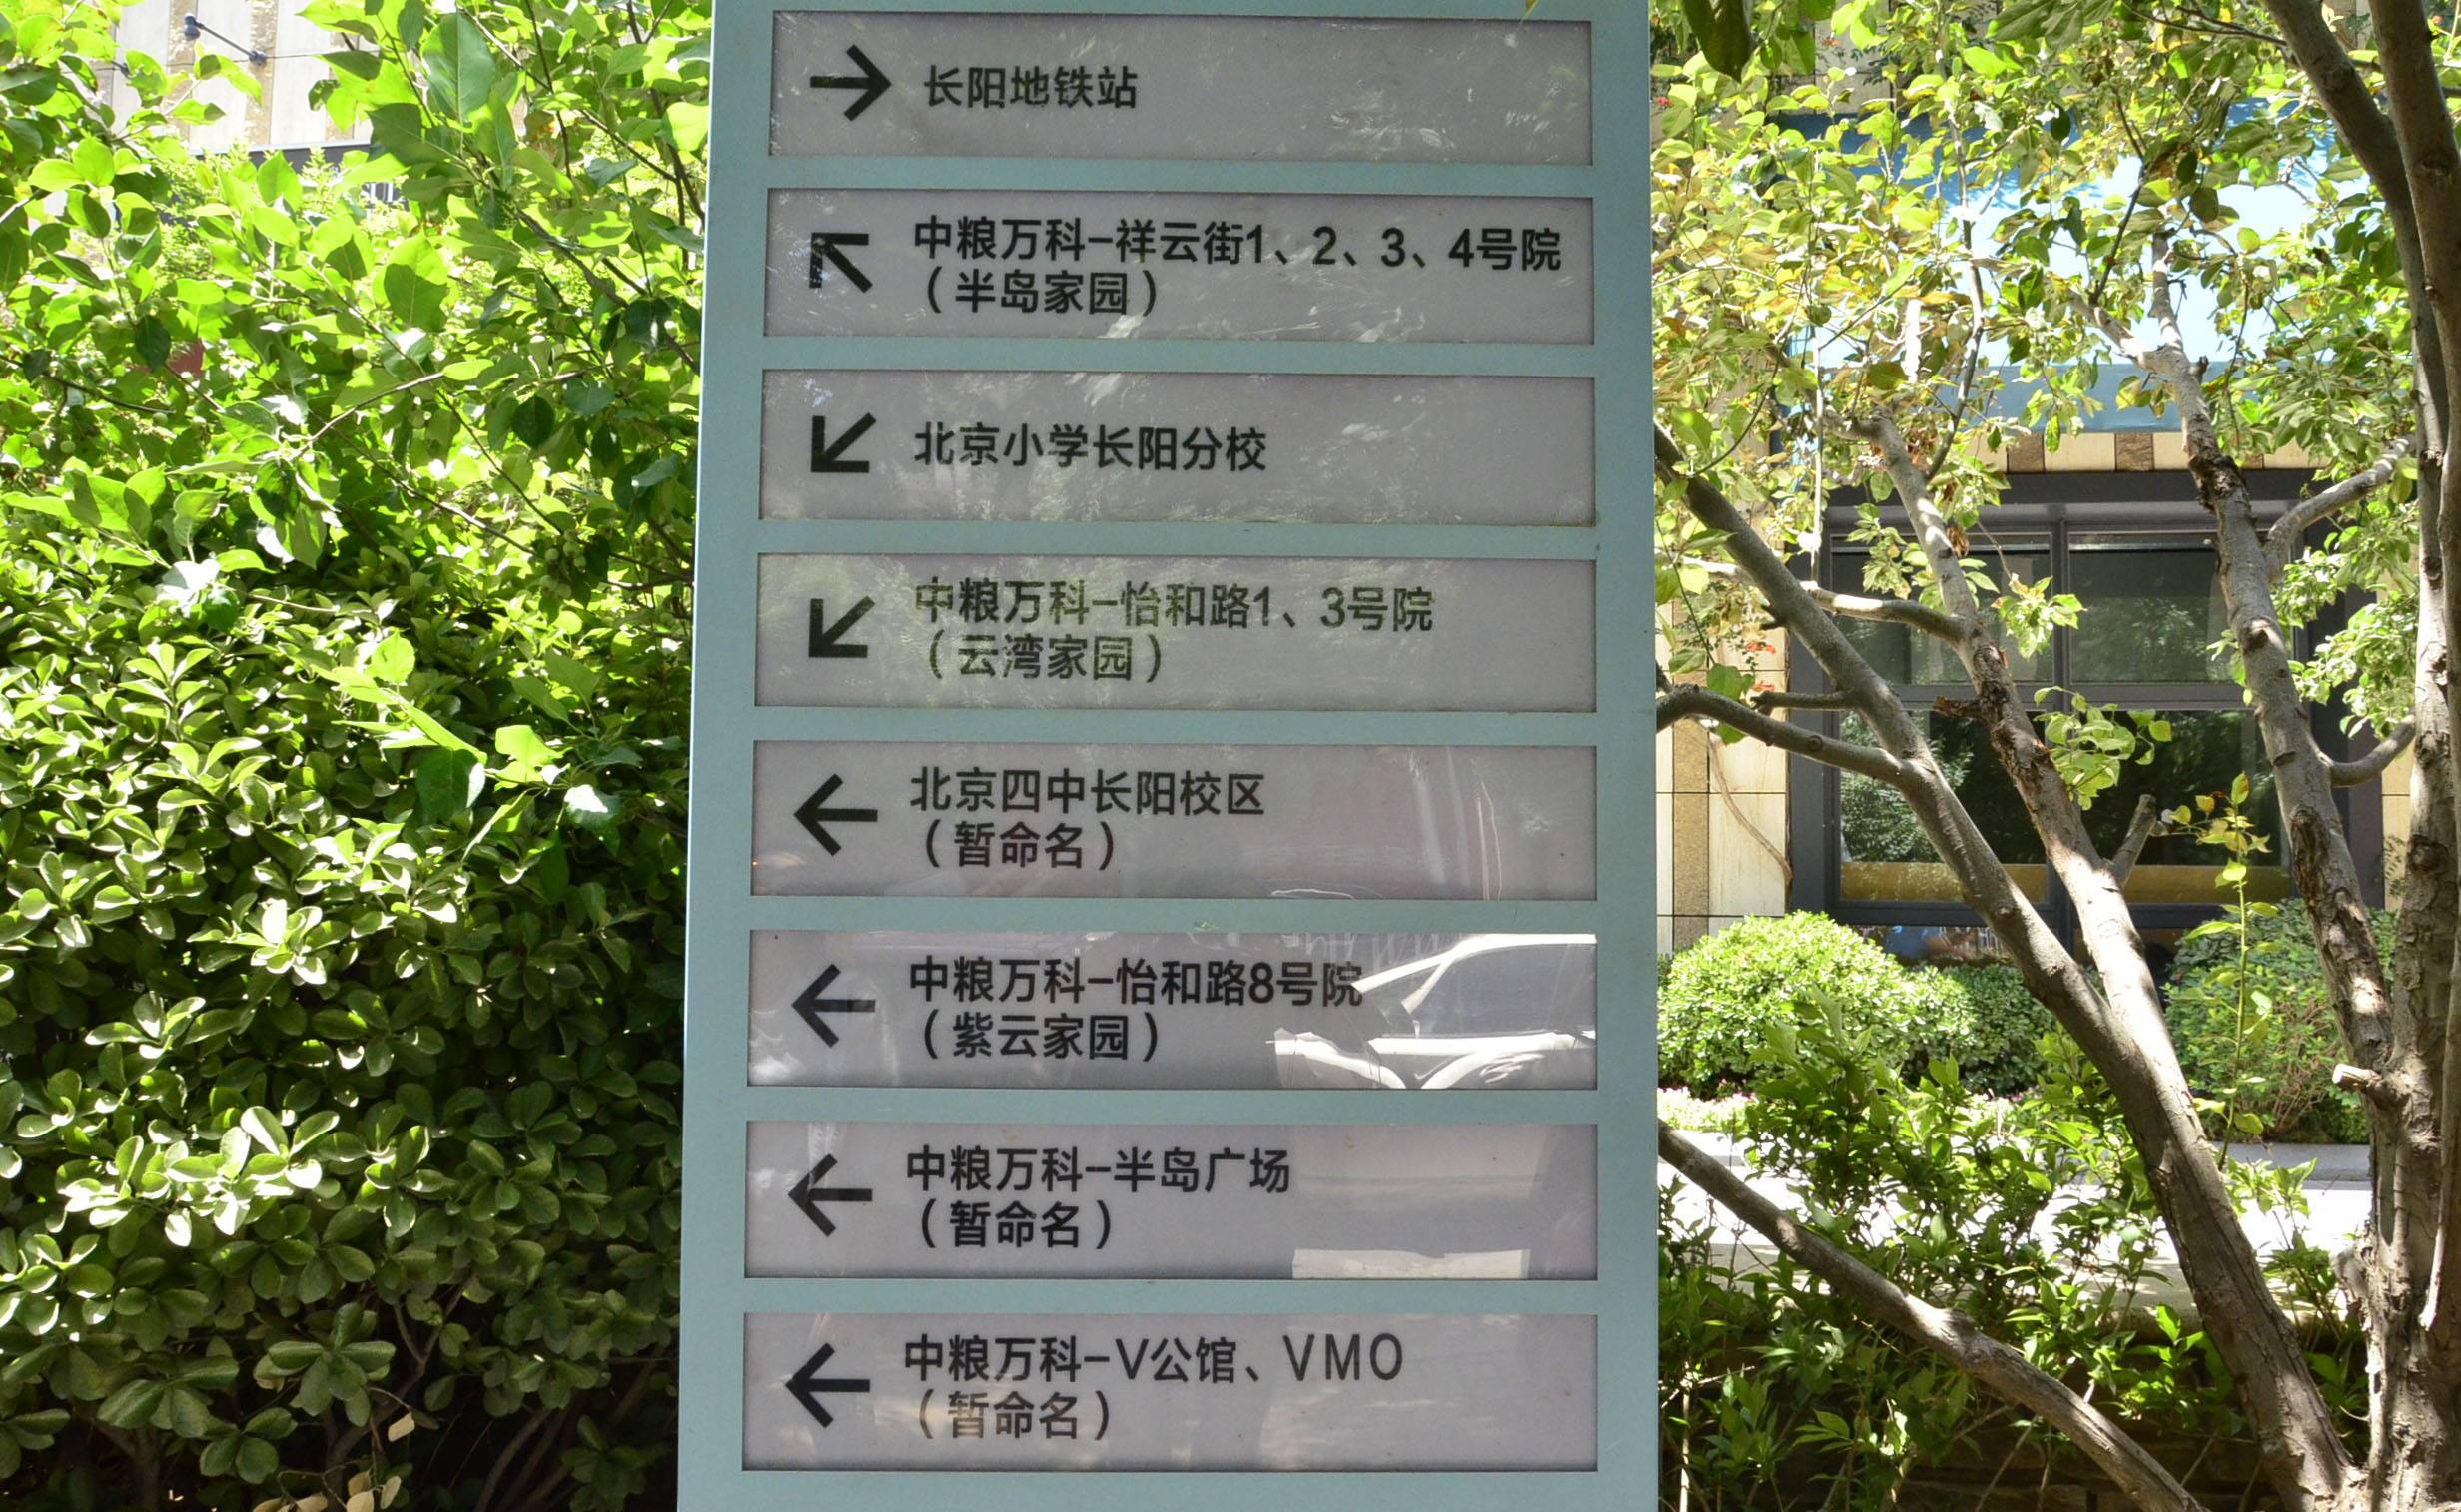 长阳地铁站
中粮万科-祥云街1、2、3、4号院
（半岛家园）
北京小学长阳分校
中粮万科-怡和路1、3号院
（云湾家园）
北京四中长阳校区
（暂命名）
中粮万科-怡和路8号院
（紫云家园）
中粮万科-半岛广场
（暂命名）
中粮万科-V公馆、VMO
（暂命名）